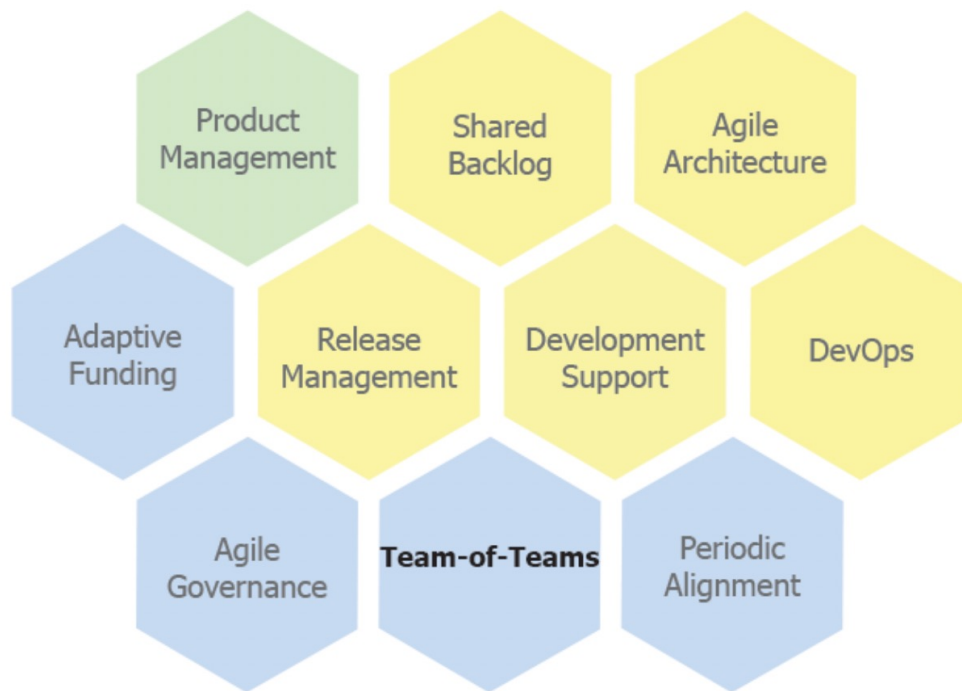 Product
Management
Shared
Backlog
Agile
Architecture
Adaptive
Funding
Release
Management
Development
Support
DevOps
Agile
Governance
Team-of-Teams
Periodic
Alignment